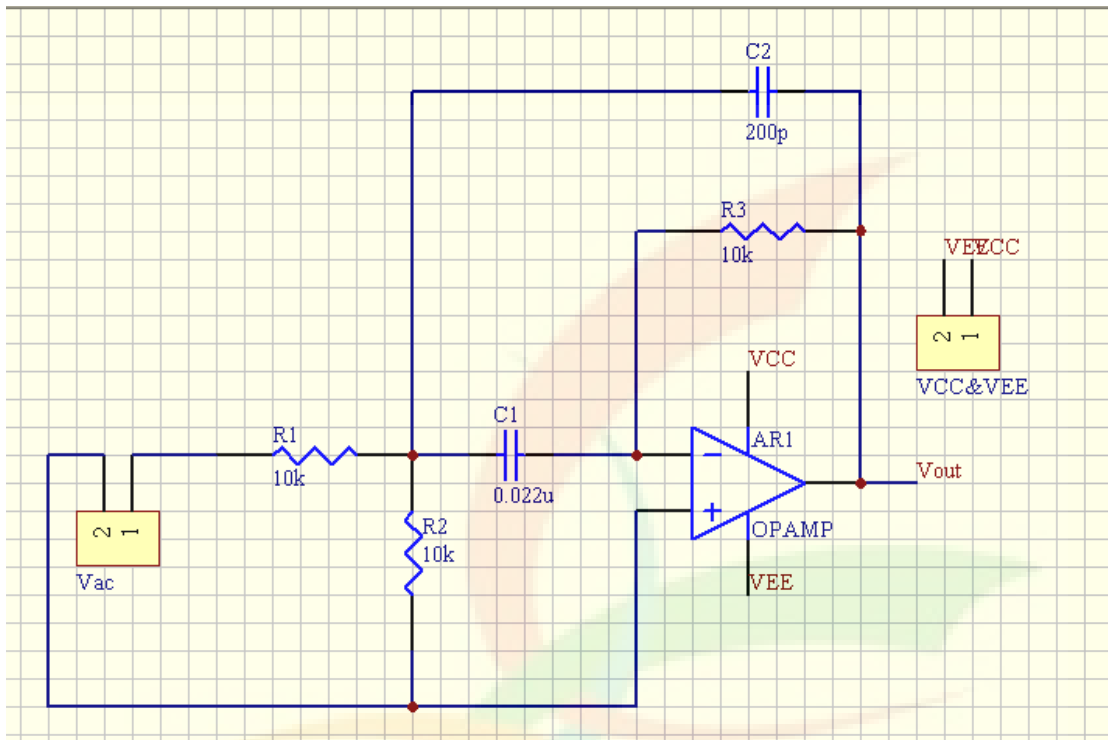 C2
200p
R3
10k
VEE VCC
2 1
VCC&VEE
VCC
C1
R1
AR1
10k
Vout
0.022u
R2
10k
OPAMP
2 1
Vac
VEE